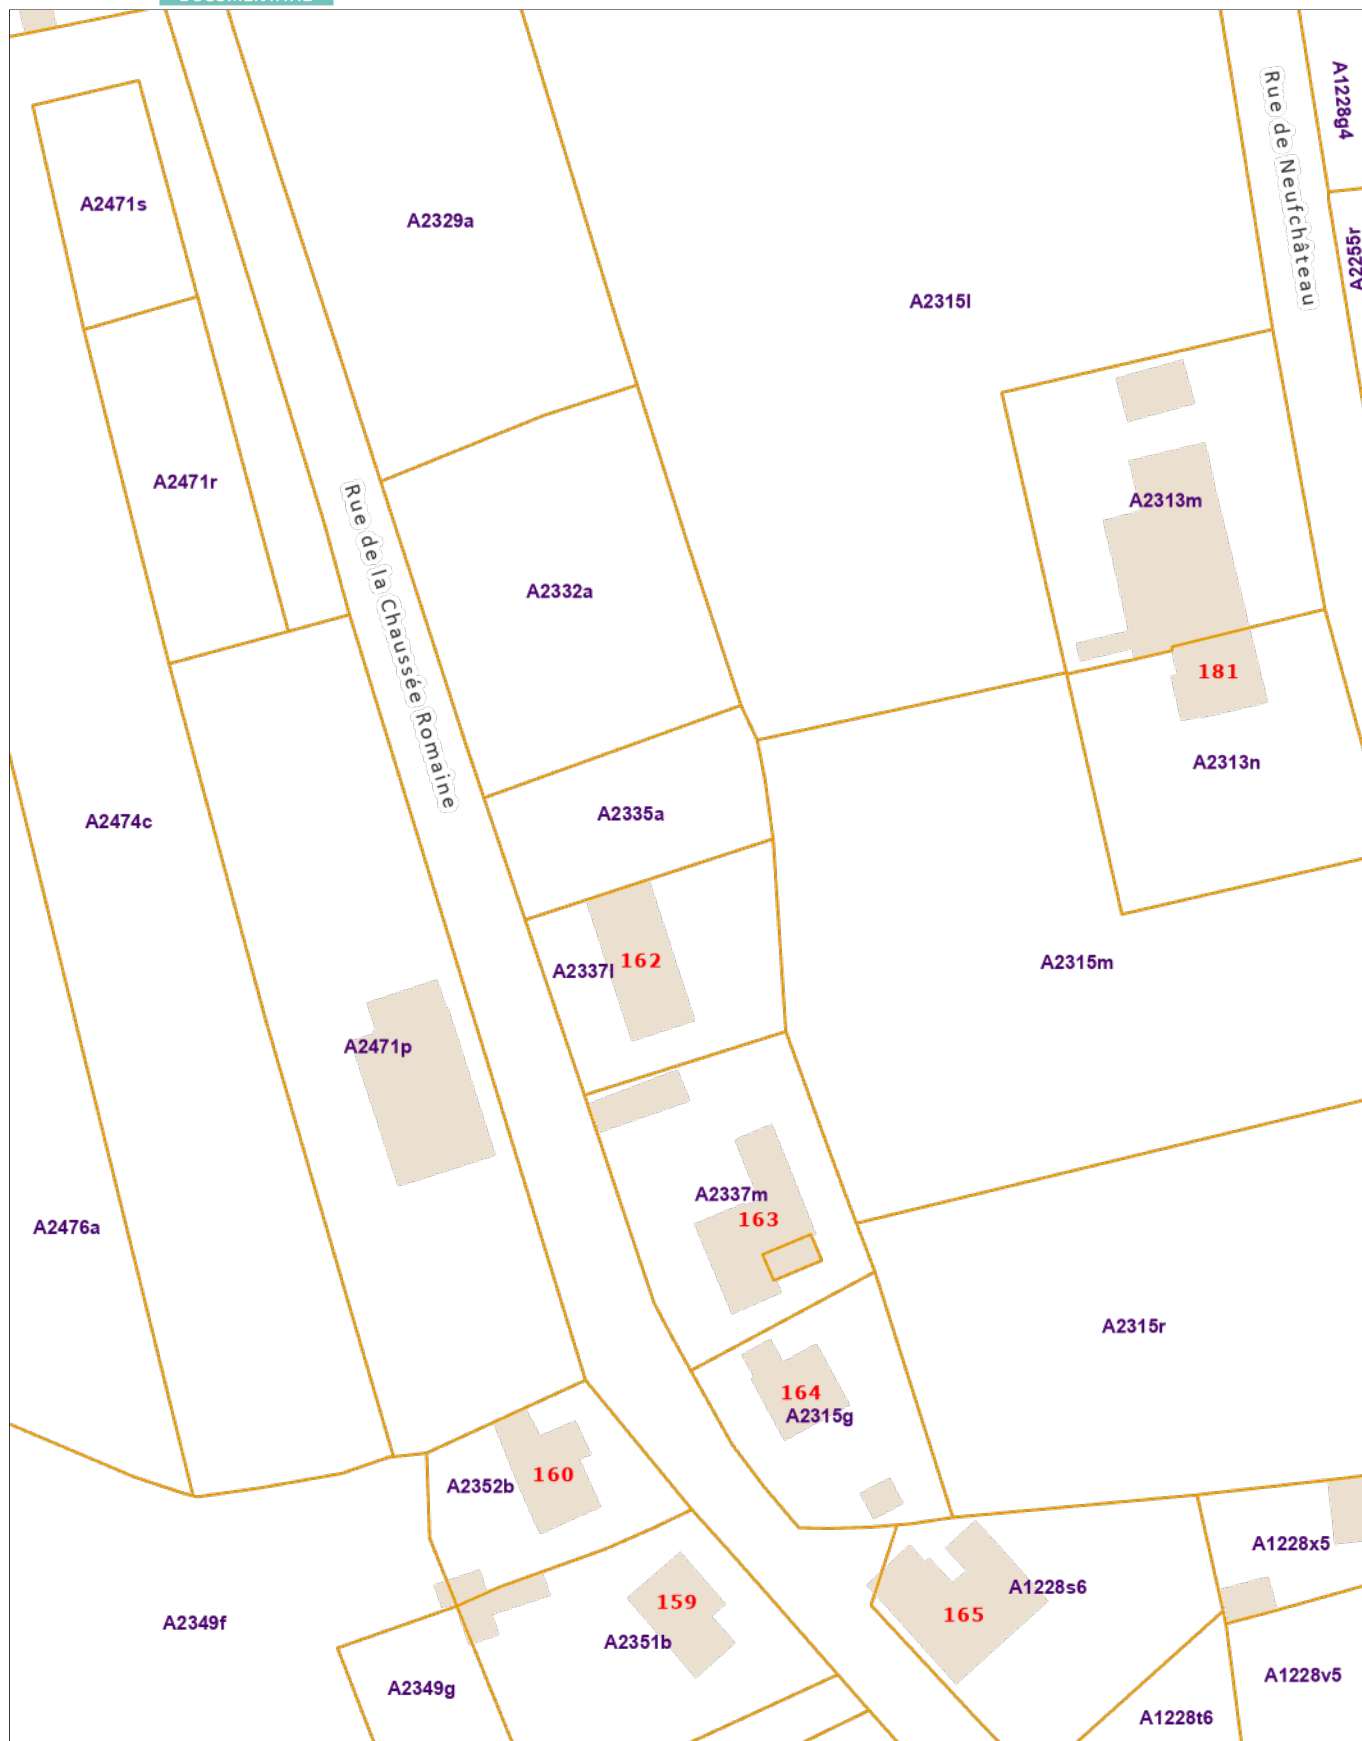 A1228g4
Rue de Neufchâteau
A2471s
A2329a
A2255r
A2315l
A2471r
A2313m
Rue de la Chaussée Romaine
A2332a
181
A2313n
A2335a
A2474c
A2337l
162
A2315m
A2471p
A2337m
163
A2476a
A2315r
164
A2315g
160
A2352b
A1228x5
A1228s6
159
165
A2349f
A2351b
A1228v5
A2349g
A1228t6